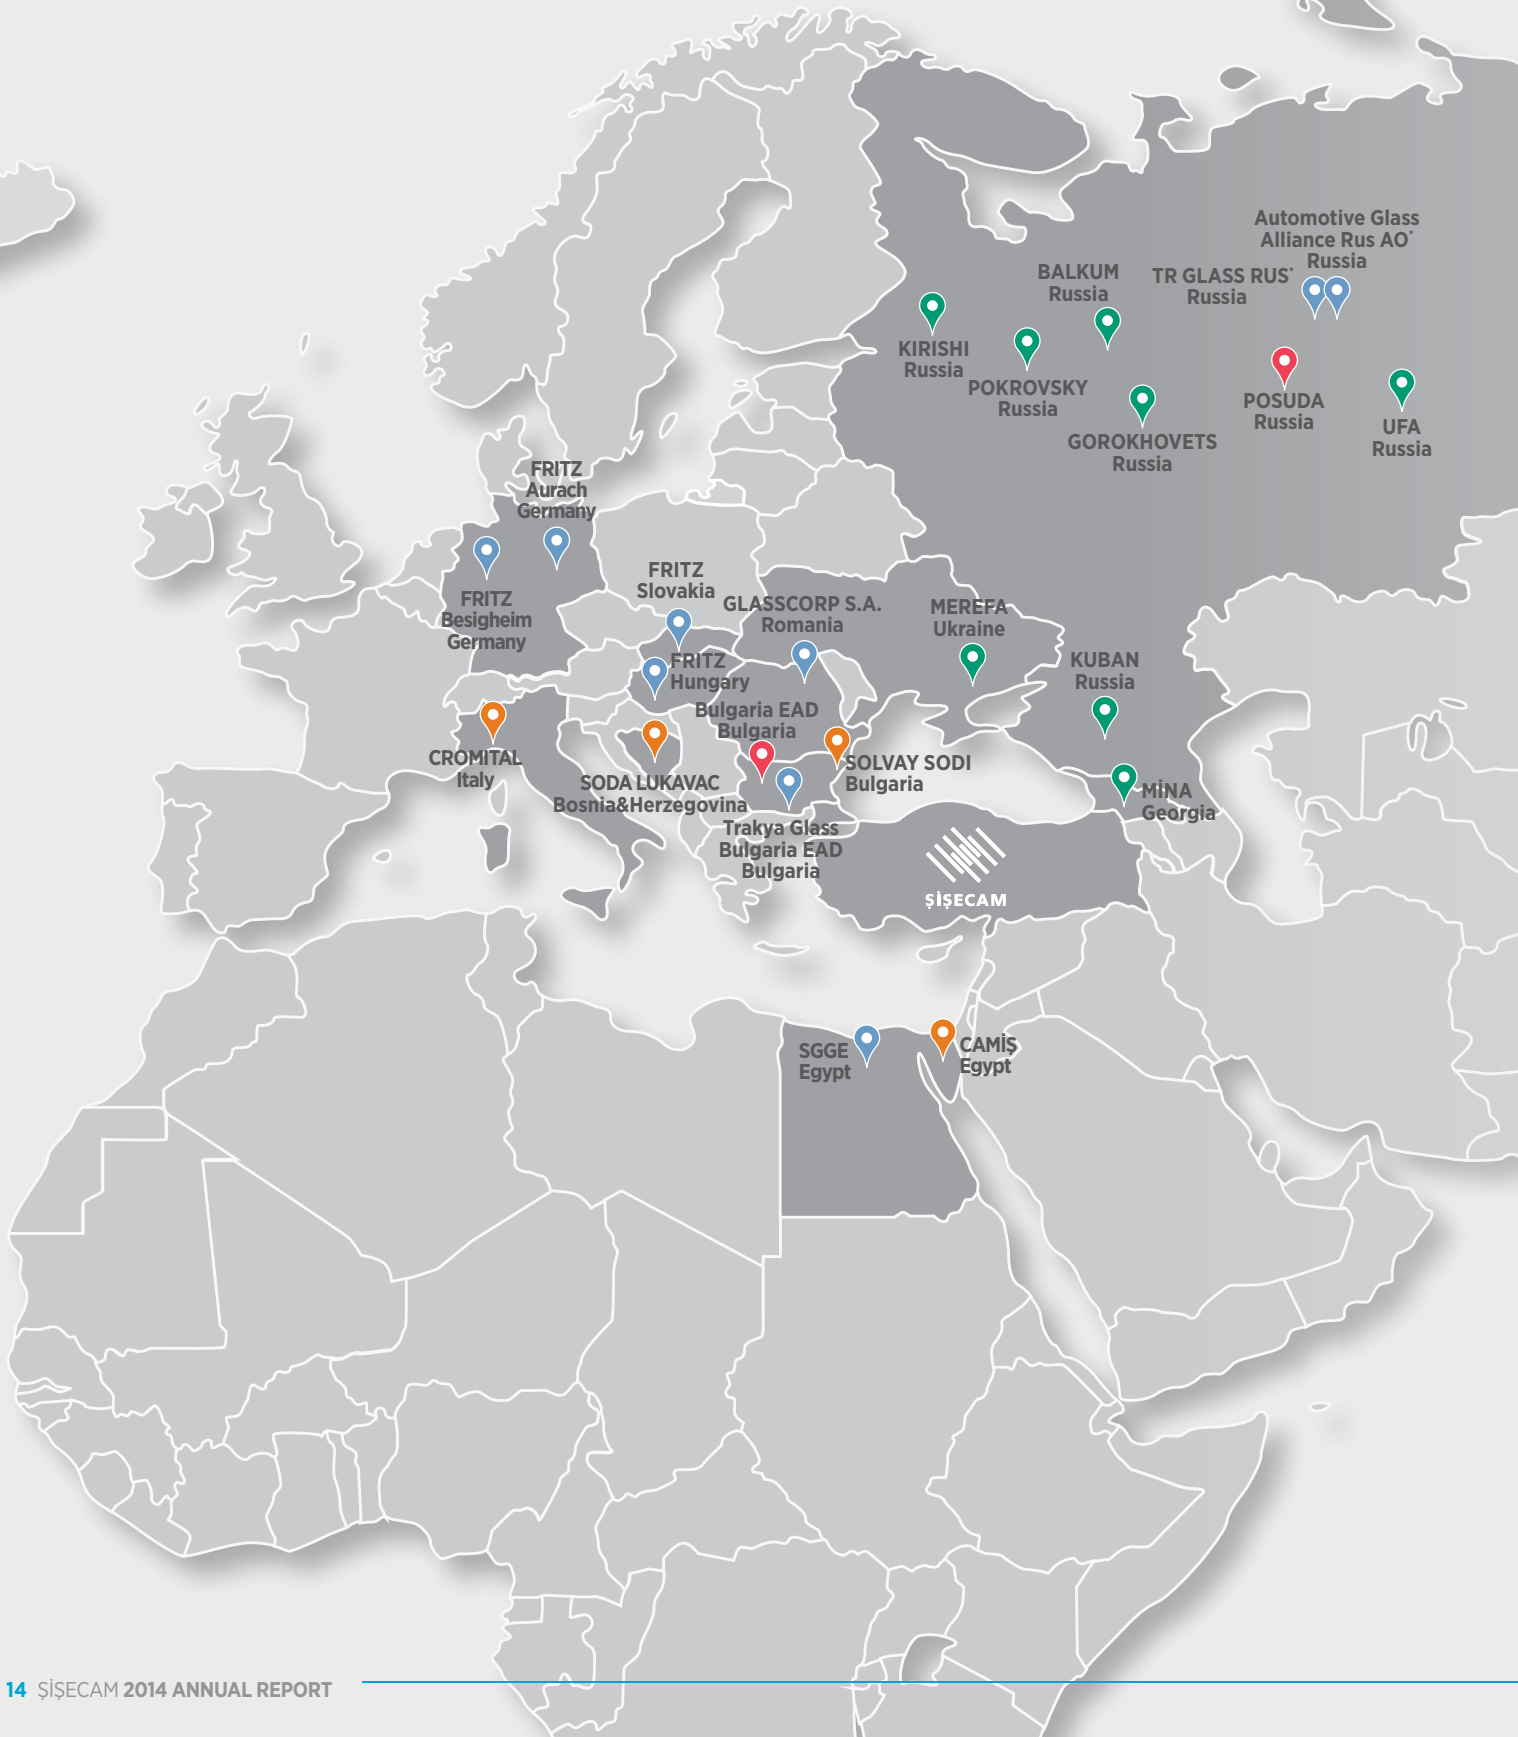 Automotive Glass
Alliance Rus AO*
Russia
TR GLASS RUS*
Russia
BALKUM
Russia
KIRISHI
Russia
POKROVSKY
Russia
GOROKHOVETS
Russia
POSUDA
Russia
UFA
Russia
FRITZ
Aurach
Germany
FRITZ
Besigheim
Germany
FRITZ
Slovakia
GLASSCORP S.A.
Romania
MEREFA
Ukraine
FRITZ
Hungary
KUBAN
Russia
Bulgaria EAD
Bulgaria
CROMITAL
Italy
SODA LUKAVAC
Bosnia&Herzegovina
SOLVAY SODI
Bulgaria
MİNA
Georgia
Trakya Glass
Bulgaria EAD
Bulgaria
ŞİŞECAM
SGGE
Egypt
CAMİŞ
Egypt
14 ŞİŞECAM 2014 ANNUAL REPORT